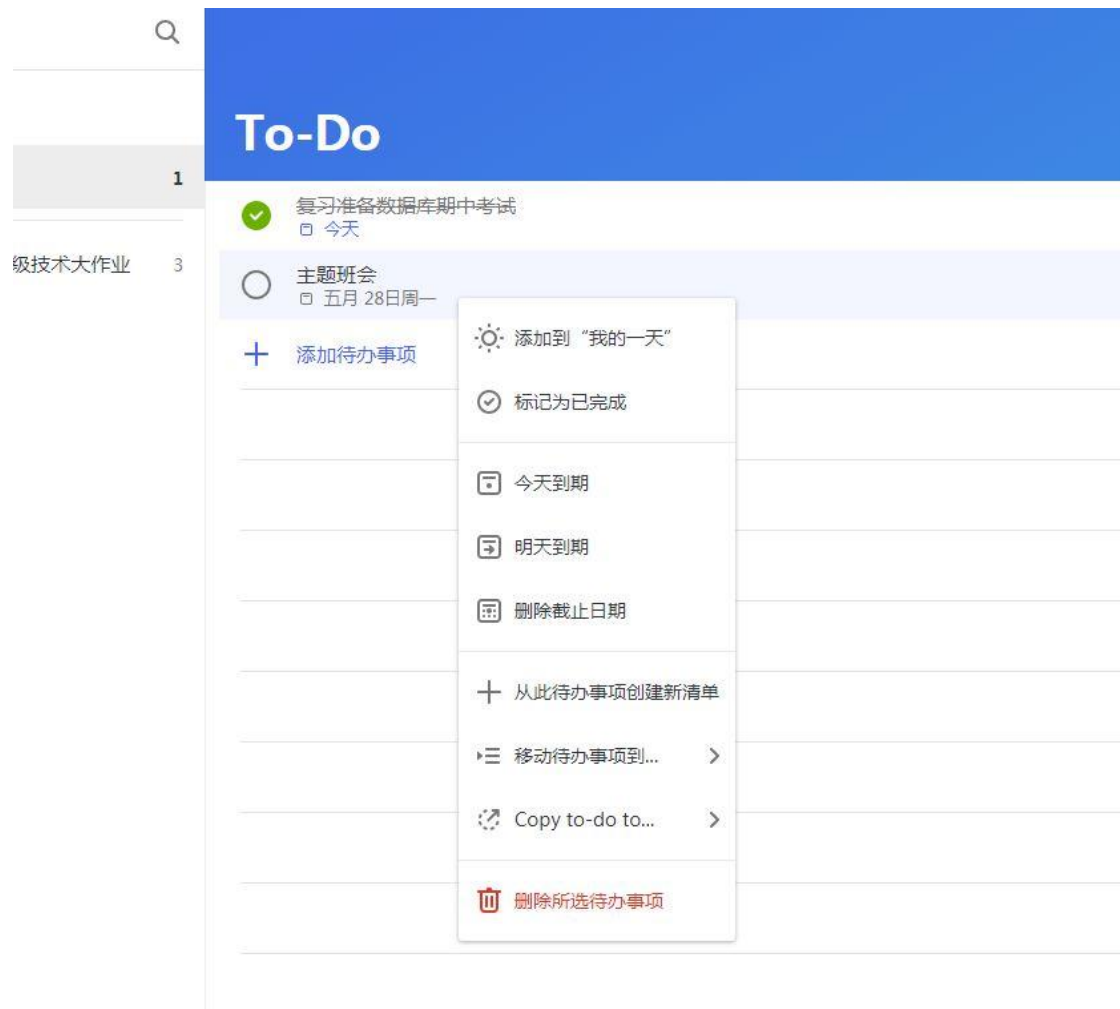 To-Do
1
复习准备数据库期中考试
今天
级技术大作业 3
主题班会
五月 28日周一
添加待办事项
添加到“我的一天”
标记为已完成
今天到期
明天到期
删除截止日期
从此待办事项创建新清单
移动待办事项到...
Copy to-do to...
删除所选待办事项